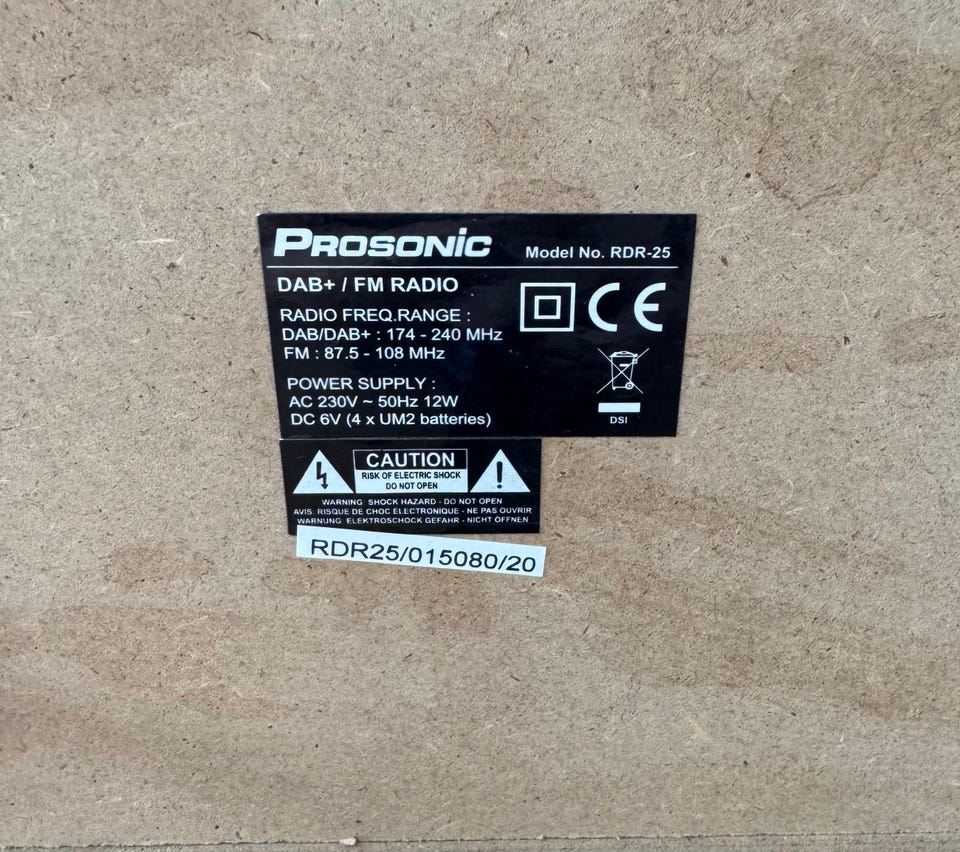 PROSONIC Model No. RDR-25
DAB+ / FM RADIO
RADIO FREQ.RANGE :
DAB/DAB+ : 174 - 240 MHz
FM : 87.5 - 108 MHz
POWER SUPPLY :
AC 230V ~ 50Hz 12W
DC 6V (4 x UM2 batteries)
CE
DSI
CAUTION
RISK OF ELECTRIC SHOCK
DO NOT OPEN
WARNING: SHOCK HAZARD - DO NOT OPEN
AVIS. RISQUE DE CHOC ELECTRONIQUE - NE PAS OUVRIR
WARNUNG ELEKTROSCHOCK GEFAHR - NICHT ÖFFNEN
RDR25/015080/20